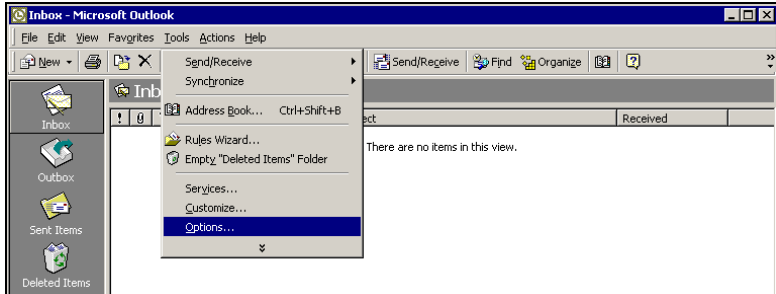 Inbox - Microsoft Outlook
File Edit View Favorites Tools Actions Help
New Send/Receive Find Organize
Send/Receive
Synchronize
Address Book... Ctrl+Shift+B
Rules Wizard...
Empty "Deleted Items" Folder
Services...
Customize...
Options...
Inb
! ect Received
There are no items in this view.
Inbox
Outbox
Sent Items
Deleted Items